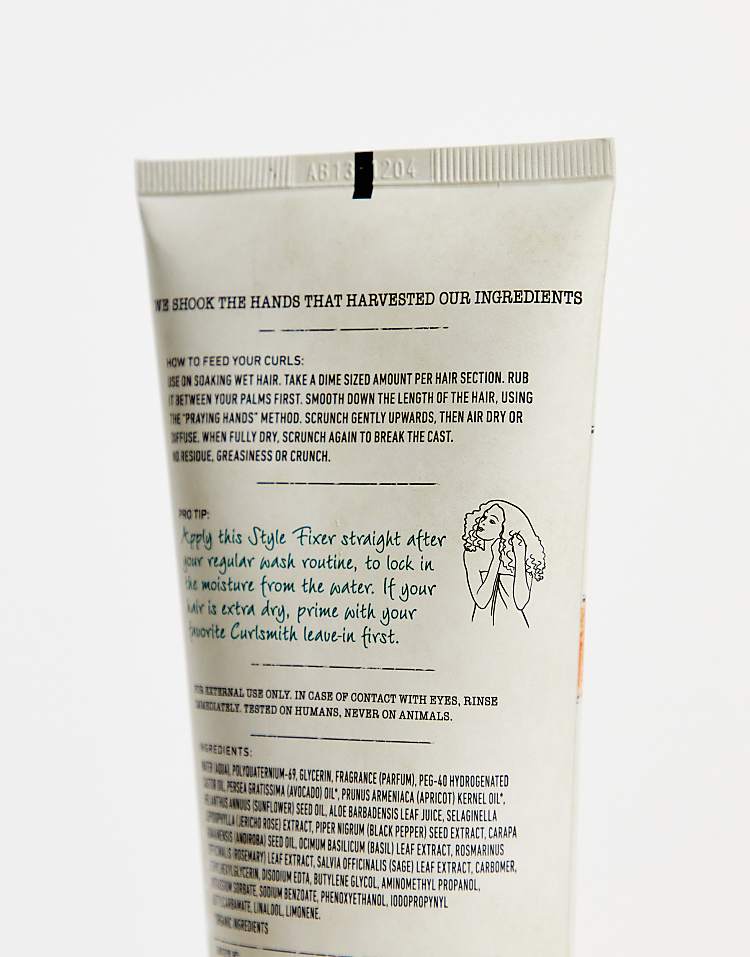 AB13 1204
WE SHOOK THE HANDS THAT HARVESTED OUR INGREDIENTS
HOW TO FEED YOUR CURLS:
USE ON SOAKING WET HAIR. TAKE A DIME SIZED AMOUNT PER HAIR SECTION. RUB
IT BETWEEN YOUR PALMS FIRST. SMOOTH DOWN THE LENGTH OF THE HAIR, USING
THE "PRAYING HANDS" METHOD. SCRUNCH GENTLY UPWARDS, THEN AIR DRY OR
DIFFUSE. WHEN FULLY DRY, SCRUNCH AGAIN TO BREAK THE CAST.
NO RESIDUE, GREASINESS OR CRUNCH.
PRO TIP:
Apply this Style Fixer straight after
your regular wash routine, to lock in
the moisture from the water. If your
hair is extra dry, prime with your
favorite Curlsmith leave-in first.
FOR EXTERNAL USE ONLY. IN CASE OF CONTACT WITH EYES, RINSE
IMMEDIATELY. TESTED ON HUMANS, NEVER ON ANIMALS.
INGREDIENTS:
WATER (AQUA), POLYQUATERNIUM-69, GLYCERIN, FRAGRANCE (PARFUM), PEG-40 HYDROGENATED
CASTOR OIL, PERSEA GRATISSIMA (AVOCADO) OIL*, PRUNUS ARMENIACA (APRICOT) KERNEL OIL*,
HELIANTHUS ANNUUS (SUNFLOWER) SEED OIL, ALOE BARBADENSIS LEAF JUICE, SELAGINELLA
LEPIDOPHYLLA (JERICHO ROSE) EXTRACT, PIPER NIGRUM (BLACK PEPPER) SEED EXTRACT, CARAPA
GUAIANENSIS (ANDIROBA) SEED OIL, OCIMUM BASILICUM (BASIL) LEAF EXTRACT, ROSMARINUS
OFFICINALIS (ROSEMARY) LEAF EXTRACT, SALVIA OFFICINALIS (SAGE) LEAF EXTRACT, CARBOMER,
ETHYLHEXYLGLYCERIN, DISODIUM EDTA, BUTYLENE GLYCOL, AMINOMETHYL PROPANOL,
POTASSIUM SORBATE, SODIUM BENZOATE, PHENOXYETHANOL, IODOPROPYNYL
BUTYLCARBAMATE, LINALOOL, LIMONENE.
*ORGANIC INGREDIENTS